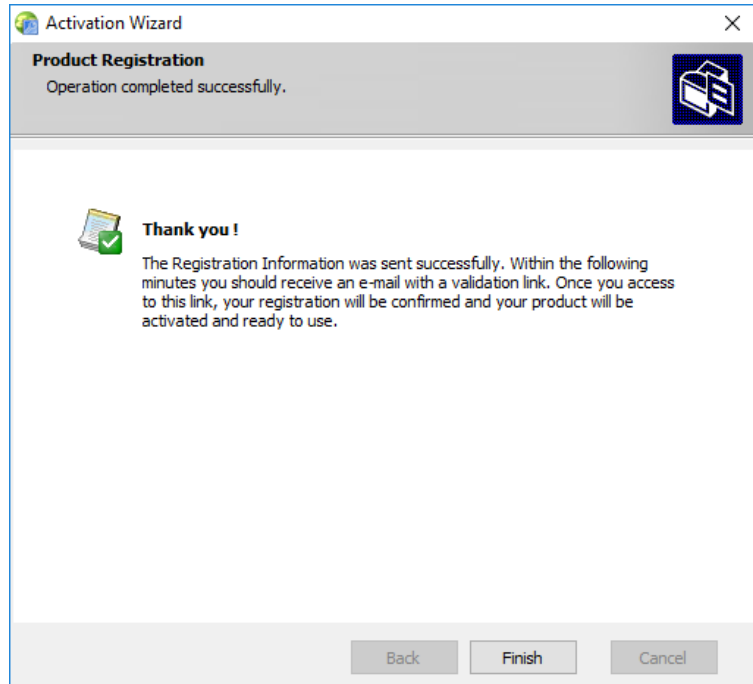 Activation Wizard
Product Registration
Operation completed successfully.
Thank you !
The Registration Information was sent successfully. Within the following
minutes you should receive an e-mail with a validation link. Once you access
to this link, your registration will be confirmed and your product will be
activated and ready to use.
Back Finish Cancel